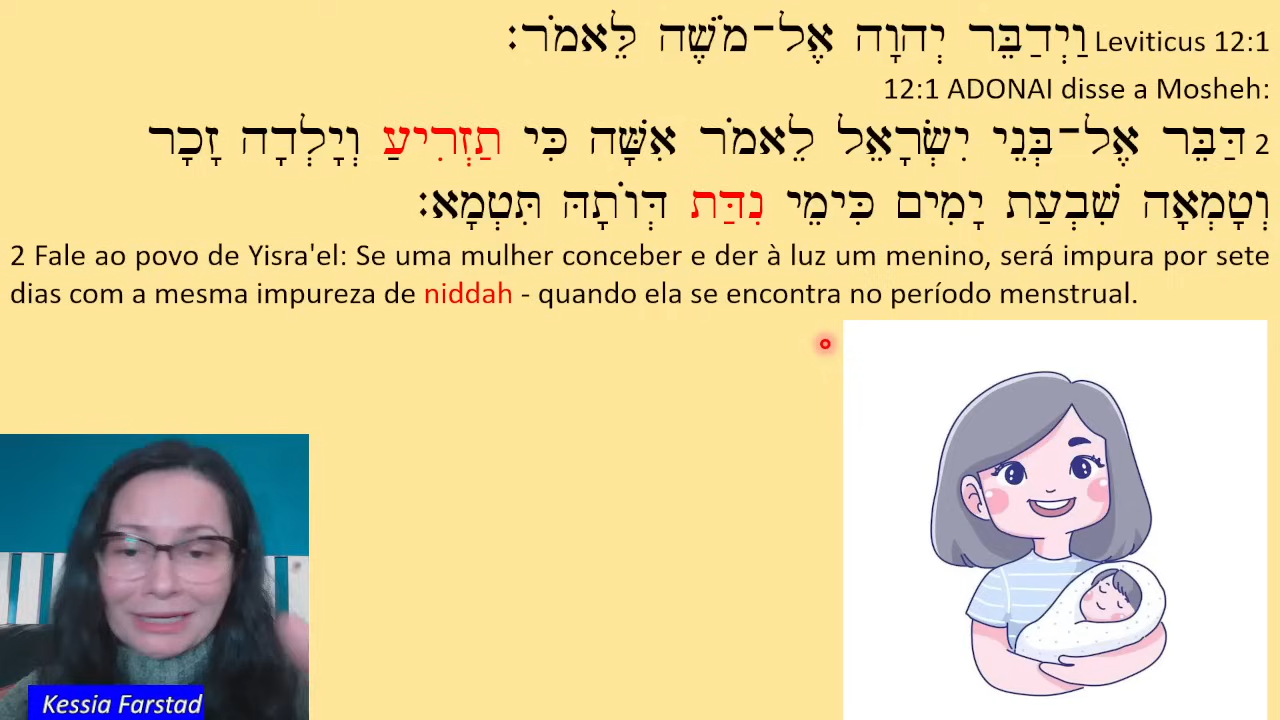 Leviticus 12:1 וַיְדַבֵּר יְהוָה אֶל־מֹשֶׁה לֵּאמֹר׃
12:1 ADONAI disse a Mosheh:
2 דַּבֵּר אֶל־בְּנֵי יִשְׂרָאֵל לֵאמֹר אִשָּׁה כִּי תַזְרִיעַ וְיָלְדָה זָכָר
וְטָמְאָה שִׁבְעַת יָמִים כִּימֵי נִדַּת דְּוֹתָהּ תִּטְמָא׃
2 Fale ao povo de Yisra'el: Se uma mulher conceber e der à luz um menino, será impura por sete
dias com a mesma impureza de niddah - quando ela se encontra no período menstrual.
Kessia Farstad